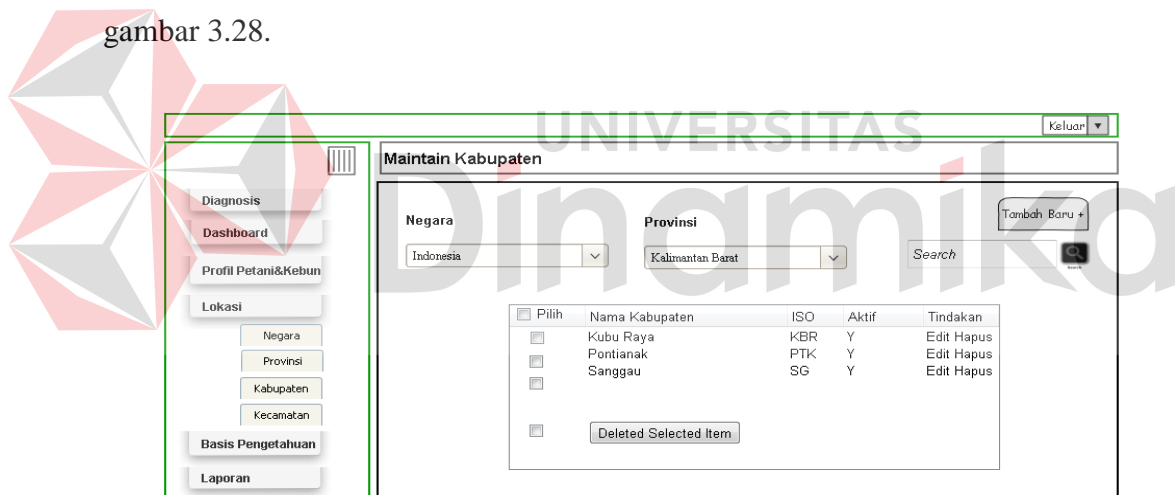 gambar 3.28.
UNIVERSITAS
Dinamika
Keluar
Maintain Kabupaten
Diagnosis
Dashboard
Profil Petani&Kebun
Lokasi
Negara
Provinsi
Kabupaten
Kecamatan
Basis Pengetahuan
Laporan
Negara Provinsi
Tambah Baru +
Indonesia Kalimantan Barat Search
Search
Pilih Nama Kabupaten ISO Aktif Tindakan
Kubu Raya KBR Y Edit Hapus
Pontianak PTK Y Edit Hapus
Sanggau SG Y Edit Hapus
Deleted Selected Item